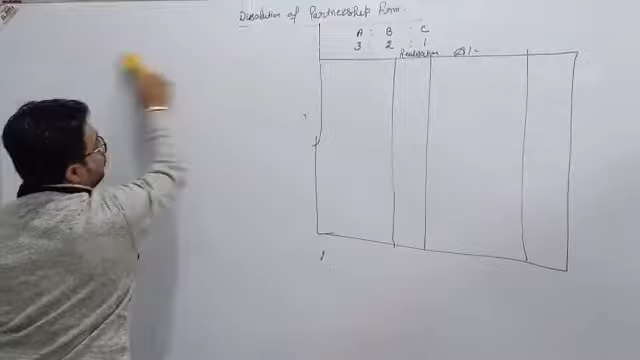 Dissolution of Partnership Firm.
A : B : C
3 : 2 : 1
Realisation A/c